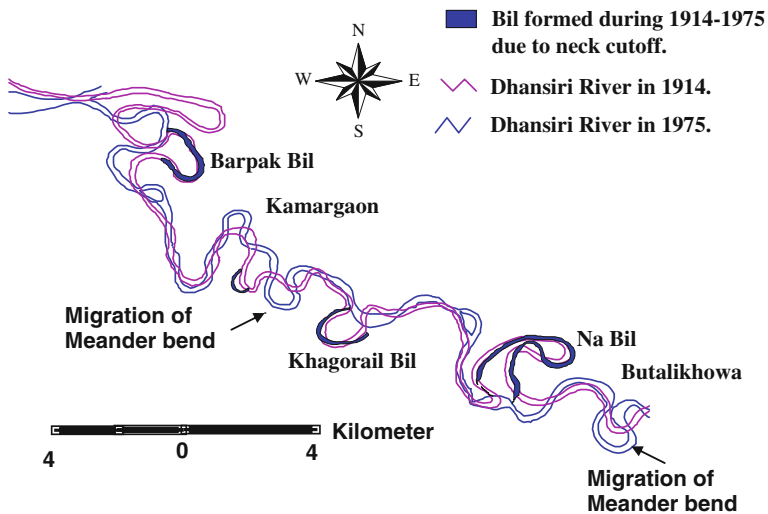 Bil formed during 1914-1975
due to neck cutoff.
Dhansiri River in 1914.
Dhansiri River in 1975.
N
W
E
S
Barpak Bil
Kamargaon
Migration of
Meander bend
Khagorail Bil
Na Bil
Butalikhowa
Kilometer
4
0
4
Migration of
Meander bend